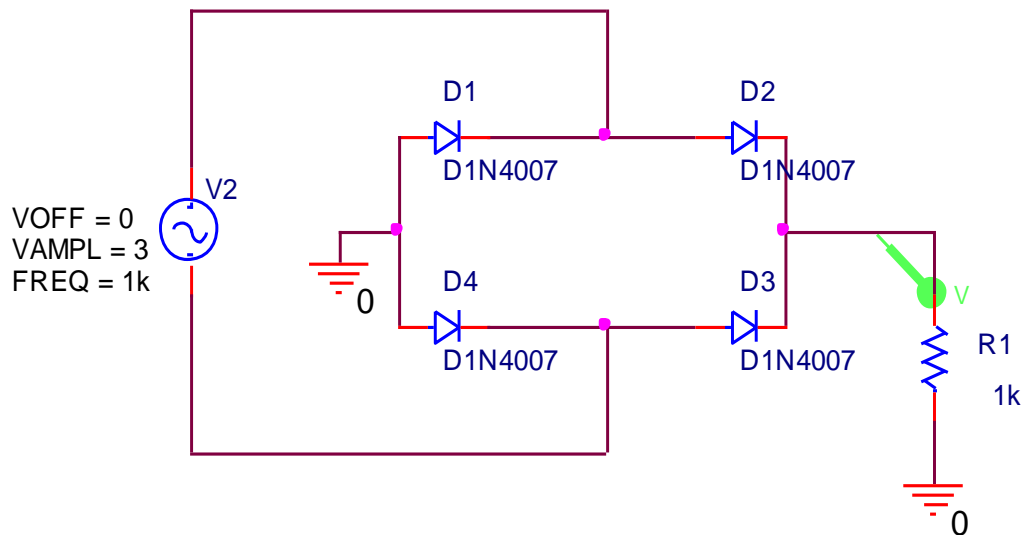 D1
D2
D1N4007
D1N4007
V2
VOFF = 0
VAMPL = 3
FREQ = 1k
0
D4
D3
V
D1N4007
D1N4007
R1
1k
0